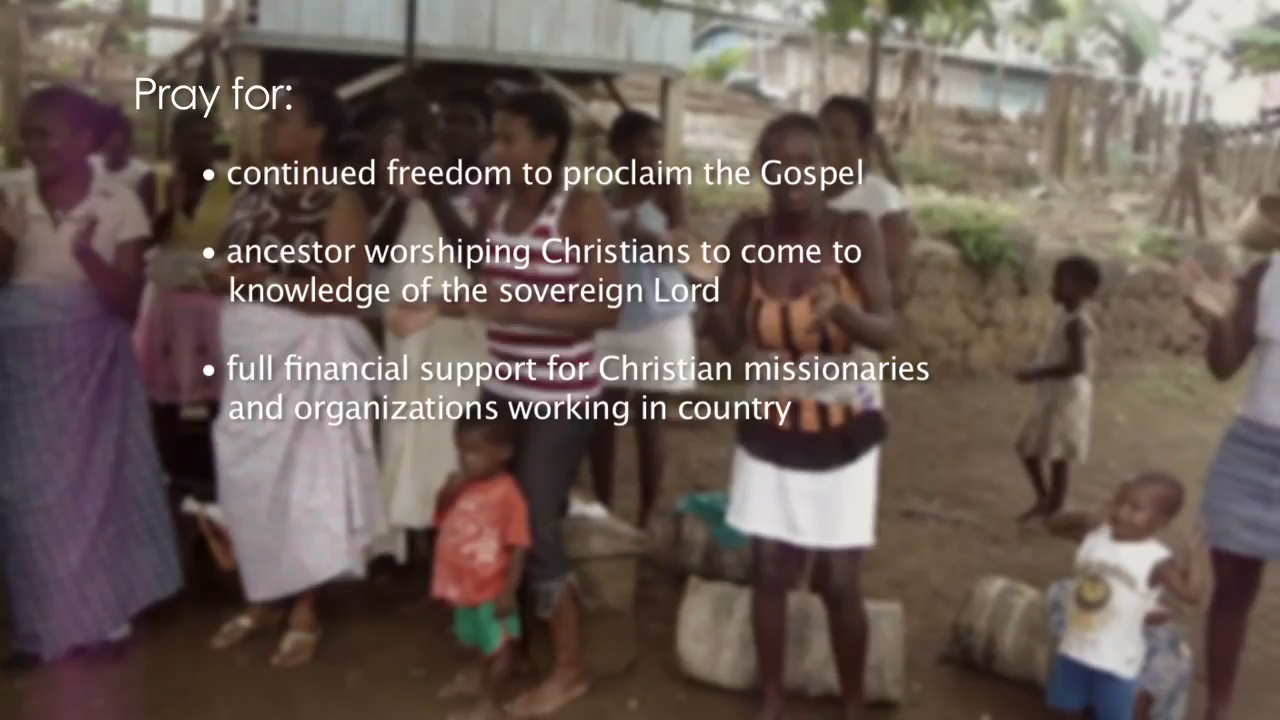 Pray for:
• continued freedom to proclaim the Gospel
• ancestor worshiping Christians to come to
knowledge of the sovereign Lord
• full financial support for Christian missionaries
and organizations working in country